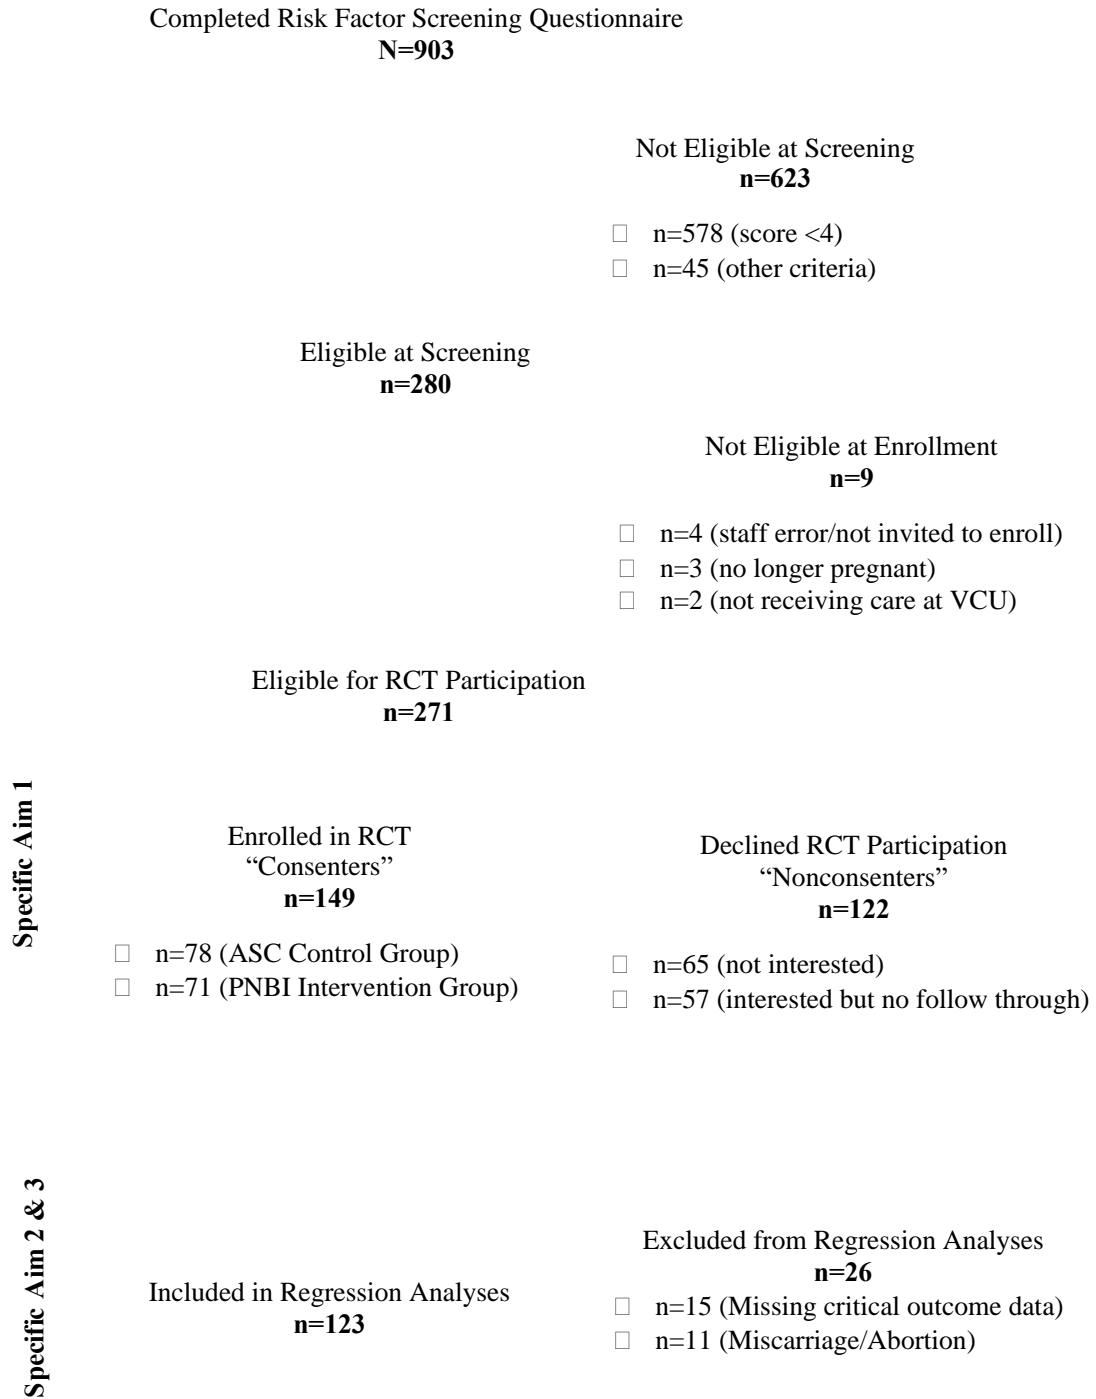 Completed Risk Factor Screening Questionnaire
N=903
Not Eligible at Screening
n=623
n=578 (score <4)
n=45 (other criteria)
Eligible at Screening
n=280
Not Eligible at Enrollment
n=9
n=4 (staff error/not invited to enroll)
n=3 (no longer pregnant)
n=2 (not receiving care at VCU)
Eligible for RCT Participation
n=271
Specific Aim 1
Enrolled in RCT
“Consenters”
n=149
n=78 (ASC Control Group)
n=71 (PNBI Intervention Group)
Declined RCT Participation
“Nonconsenters”
n=122
n=65 (not interested)
n=57 (interested but no follow through)
Specific Aim 2 & 3
Included in Regression Analyses
n=123
Excluded from Regression Analyses
n=26
n=15 (Missing critical outcome data)
n=11 (Miscarriage/Abortion)